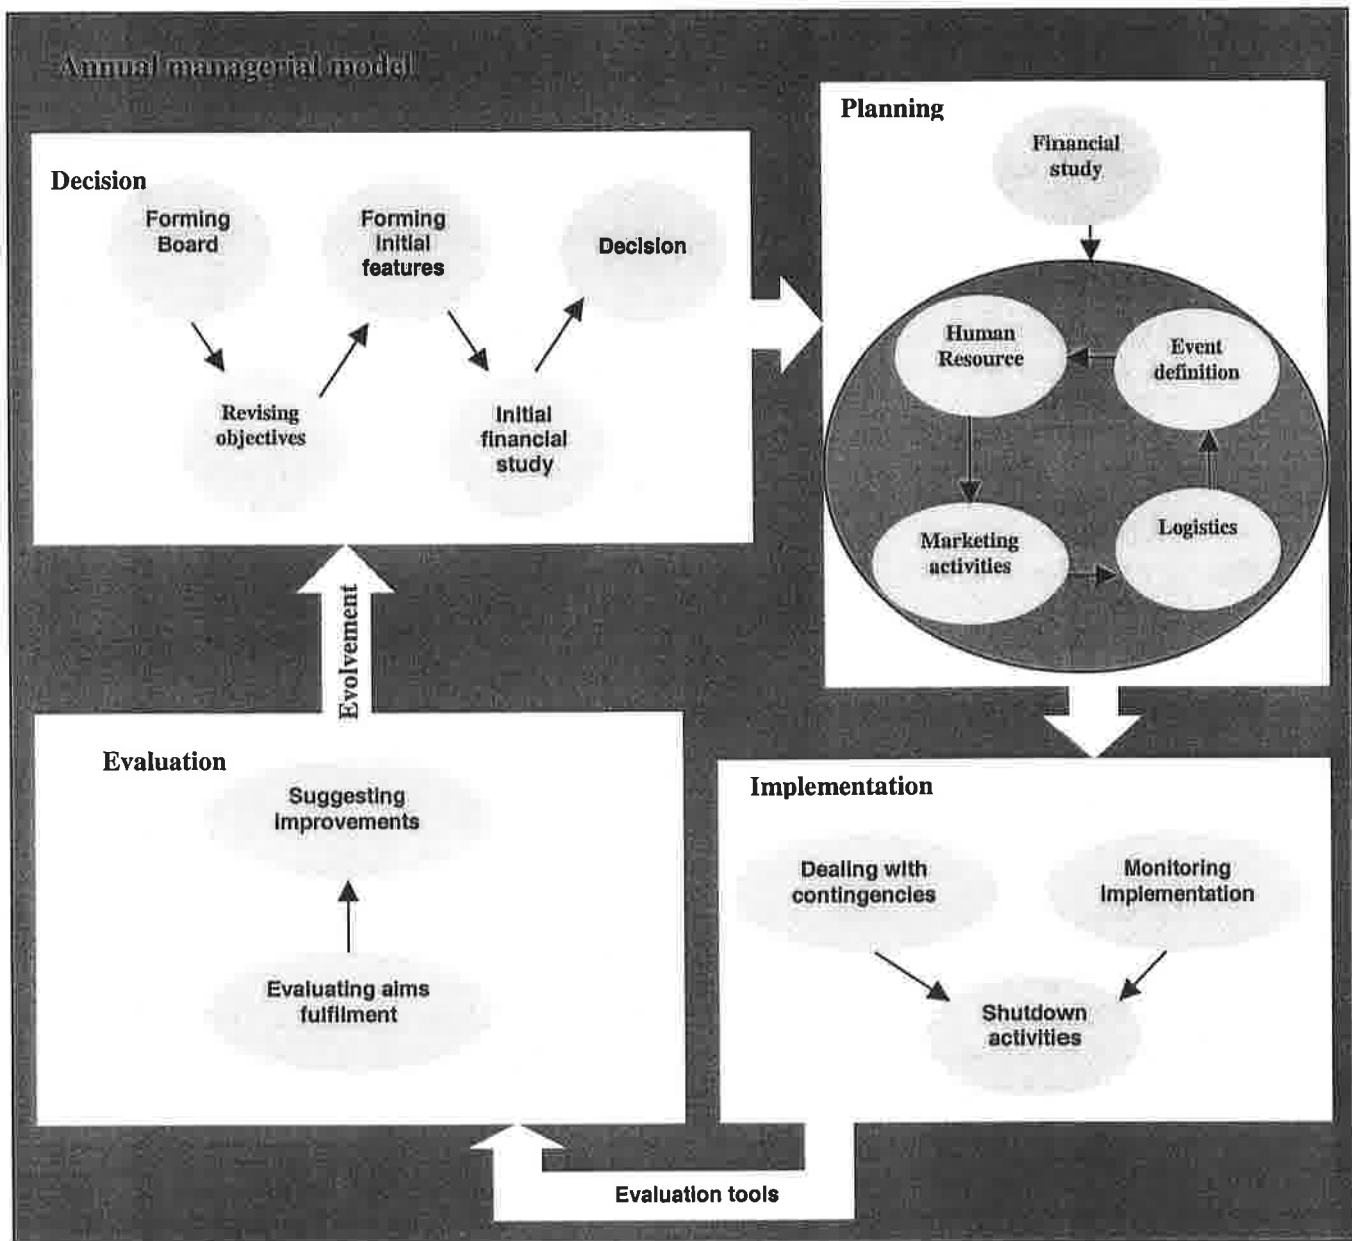 Annual managerial model
Decision
Forming
Board
Forming
Initial
features
Decision
Revising
objectives
Initial
financial
study
Planning
Financial
study
Human
Resource
Event
definition
Marketing
activities
Logistics
Evolvement
Evaluation
Suggesting
improvements
Evaluating aims
fulfilment
Implementation
Dealing with
contingencies
Monitoring
Implementation
Shutdown
activities
Evaluation tools